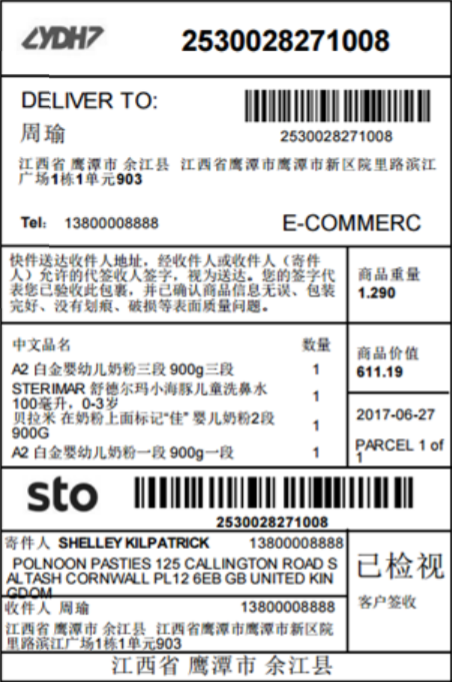 LYDH7
2530028271008
DELIVER TO:
周瑜
2530028271008
江西省 鹰潭市 余江县 江西省鹰潭市鹰潭市新区院里路滨江
广场1栋1单元903
Tel: 13800008888
E-COMMERC
快件送达收件人地址，经收件人或收件人（寄件
人）允许的代签收人签字，视为送达。您的签字代
表您已验收此包裹，并已确认商品信息无误、包装
完好、没有划痕、破损等表面质量问题。
商品重量
1.290
中文品名 数量
A2 白金婴幼儿奶粉三段 900g三段 1
STERIMAR 舒德尔玛小海豚儿童洗鼻水
100毫升，0-3岁 1
贝拉米 在奶粉上面标记“佳” 婴儿奶粉2段
900G 1
A2 白金婴幼儿奶粉一段 900g一段 1
商品价值
611.19
2017-06-27
PARCEL 1 of
1
sto
2530028271008
寄件人 SHELLEY KILPATRICK 13800008888
POLNOON PASTIES 125 CALLINGTON ROAD S
ALTASH CORNWALL PL12 6EB GB UNITED KIN
GDOM
收件人 周瑜 13800008888
江西省 鹰潭市 余江县 江西省鹰潭市鹰潭市新区院
里路滨江广场1栋1单元903
已检视
客户签收
江西省 鹰潭市 余江县